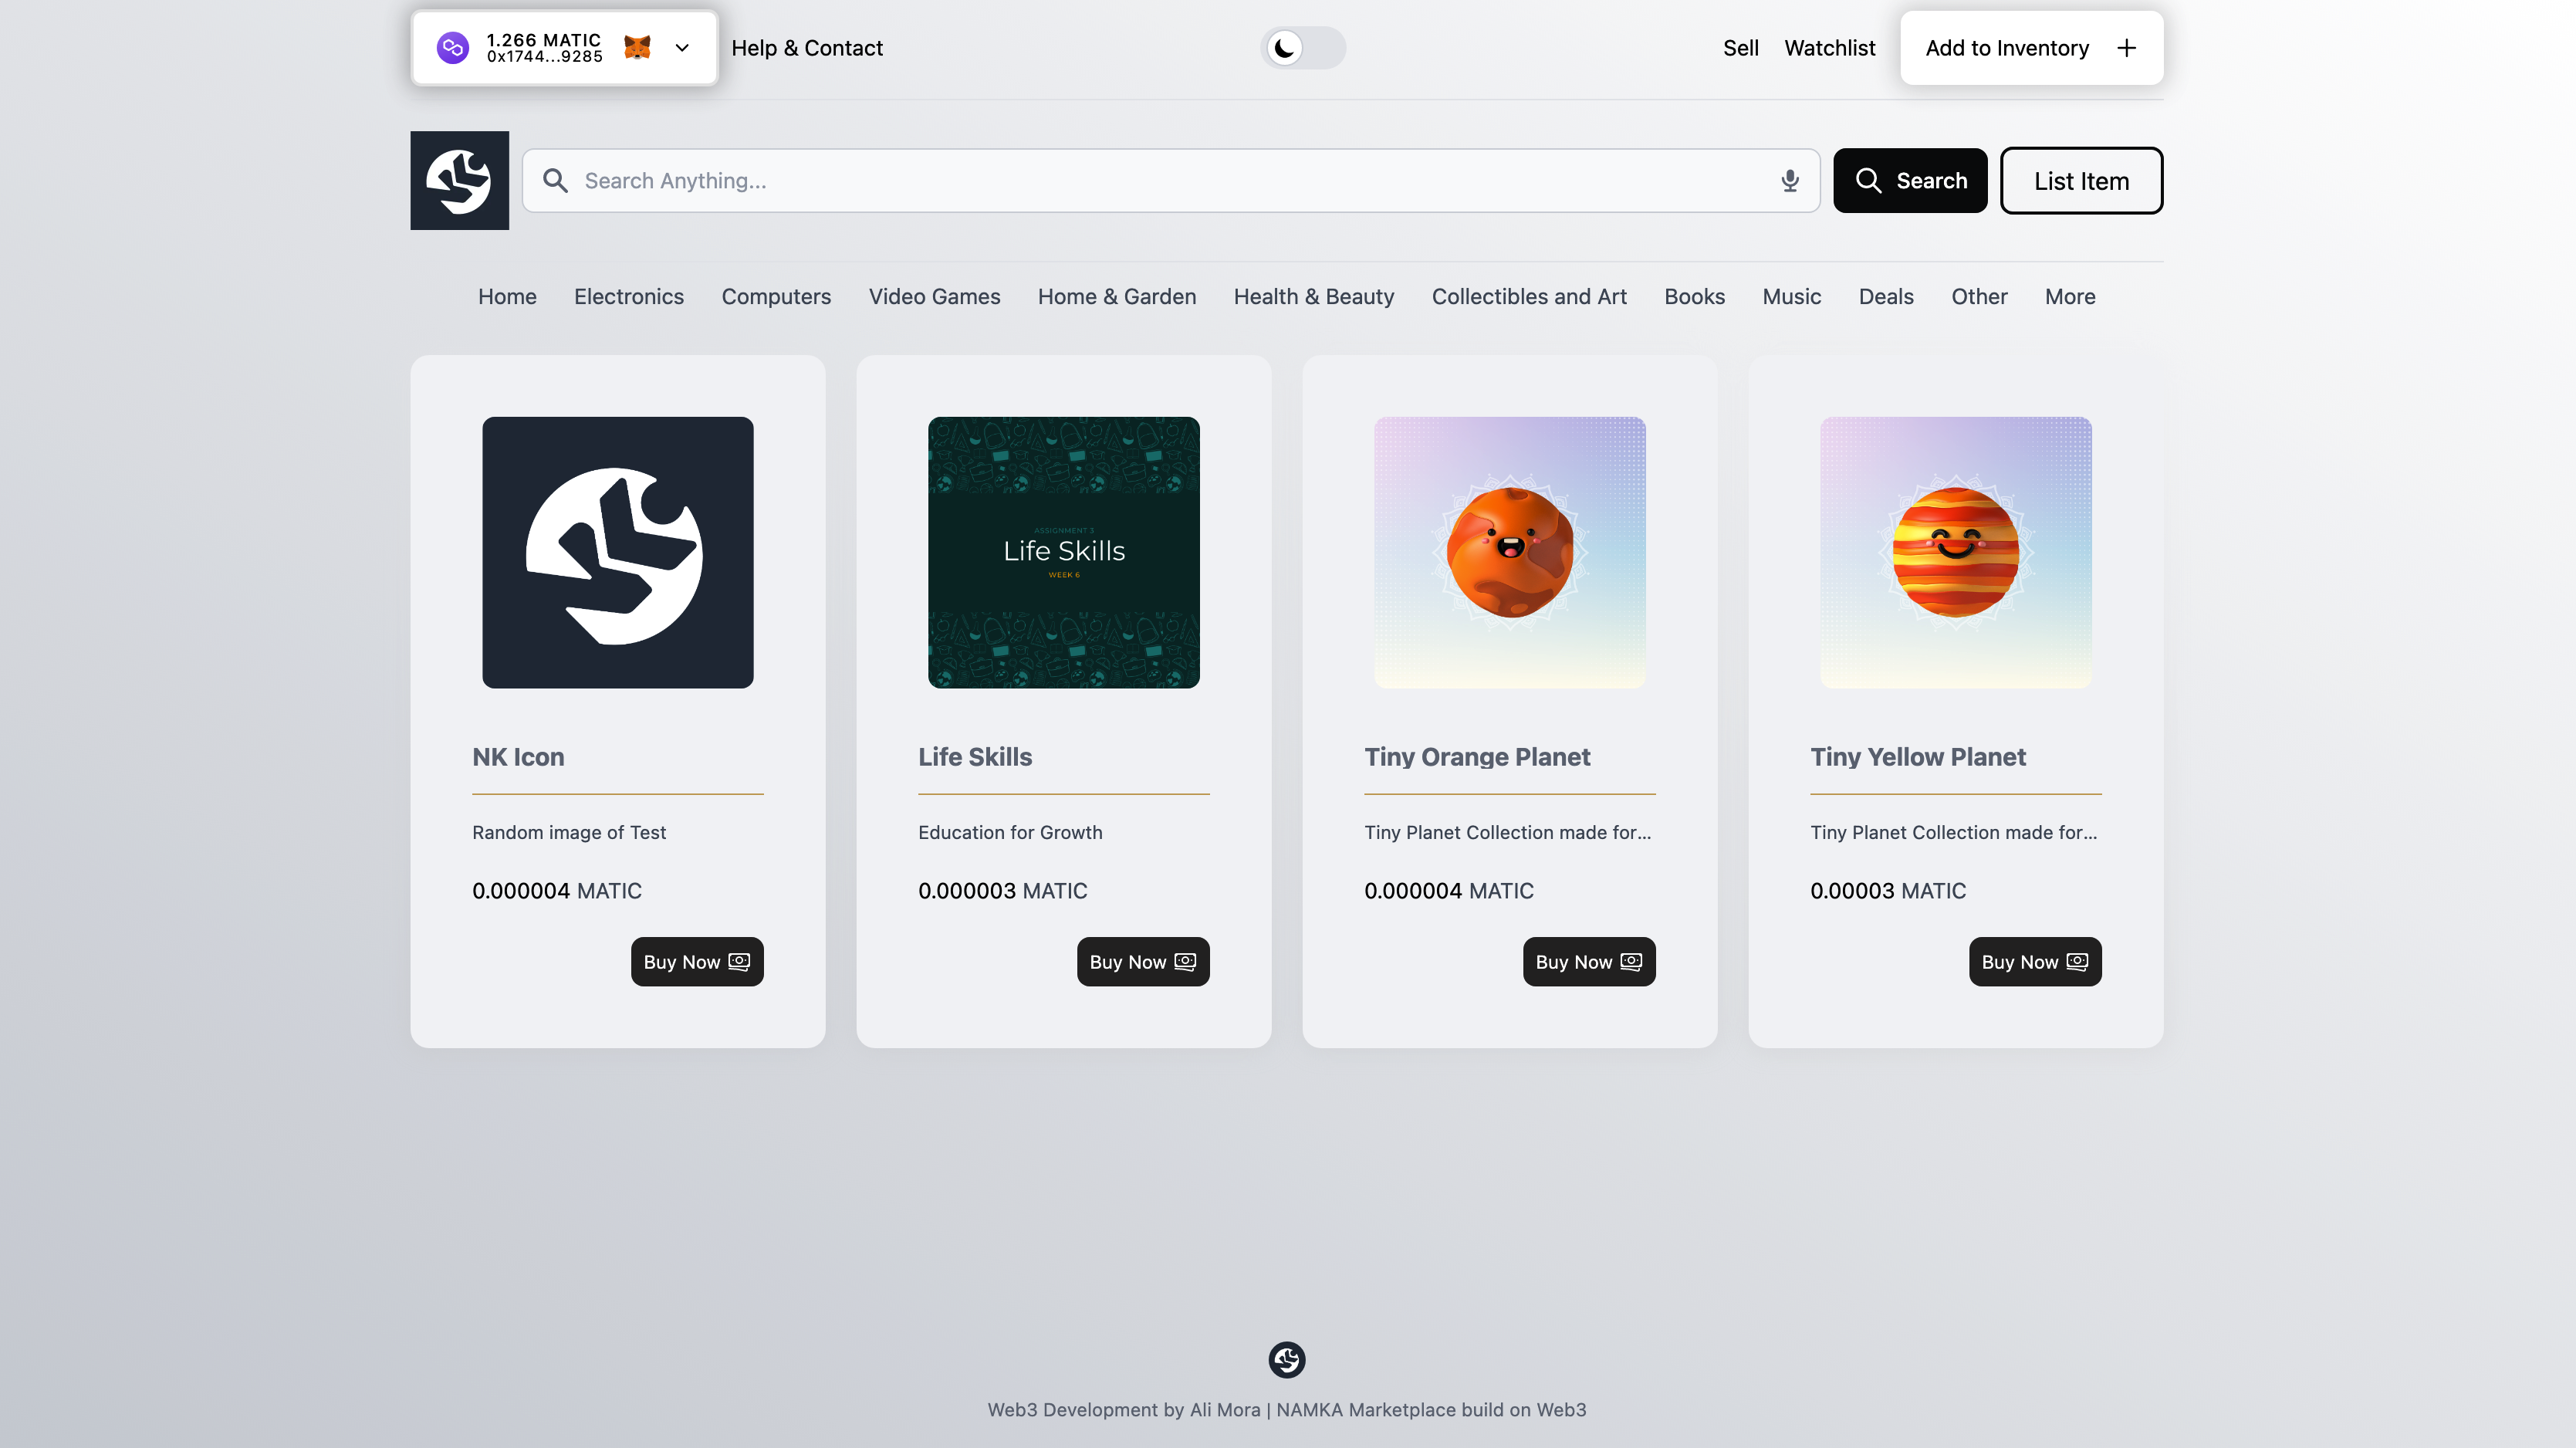 1.266 MATIC
0x1744...9285
Help & Contact
Sell
Watchlist
Add to Inventory
Search Anything...
Search
List Item
Home
Electronics
Computers
Video Games
Home & Garden
Health & Beauty
Collectibles and Art
Books
Music
Deals
Other
More
ASSIGNMENT 3
Life Skills
WEEK 6
NK Icon
Random image of Test
0.000004 MATIC
Buy Now
Life Skills
Education for Growth
0.000003 MATIC
Buy Now
Tiny Orange Planet
Tiny Planet Collection made for...
0.000004 MATIC
Buy Now
Tiny Yellow Planet
Tiny Planet Collection made for...
0.00003 MATIC
Buy Now
Web3 Development by Ali Mora | NAMKA Marketplace build on Web3